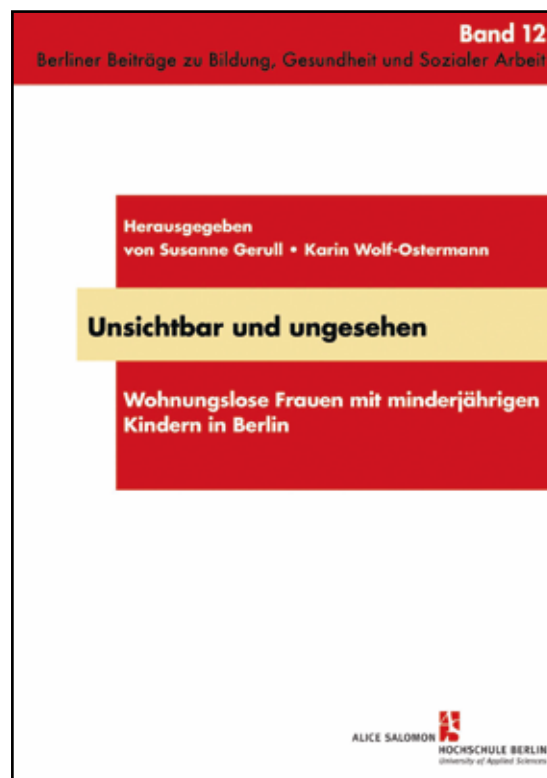 Band 12
Berliner Beiträge zu Bildung, Gesundheit und Sozialer Arbeit
Herausgegeben
von Susanne Gerull • Karin Wolf-Ostermann
Unsichtbar und ungesehen
Wohnungslose Frauen mit minderjährigen
Kindern in Berlin
ALICE SALOMON
HOCHSCHULE BERLIN
University of Applied Sciences